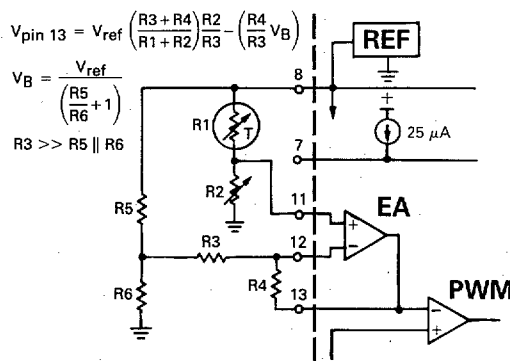 V_pin 13 = V_ref (R3 + R4 / R1 + R2) R2 / R3 − (R4 / R3 V_B)
V_B = V_ref / (R5 / R6 + 1)
R3 >> R5 || R6
REF
8
+
R1
T
25 μA
7
R2
11
EA
+
R5
R3
12
−
R4
13
R6
PWM
−
+